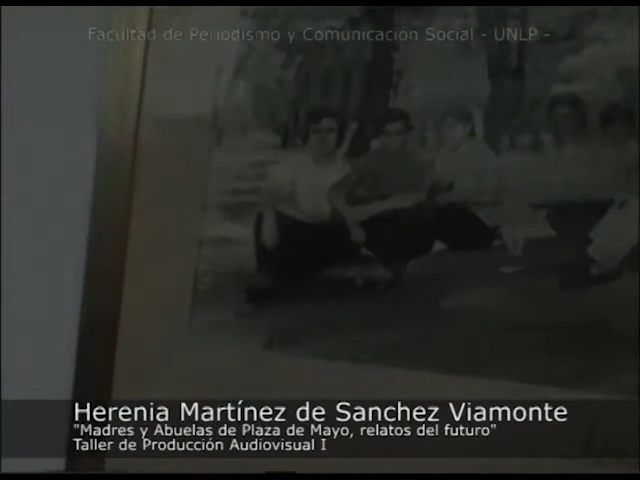 Facultad de Periodismo y Comunicación Social - UNLP -
Herenia Martínez de Sanchez Viamonte
"Madres y Abuelas de Plaza de Mayo, relatos del futuro"
Taller de Producción Audiovisual I